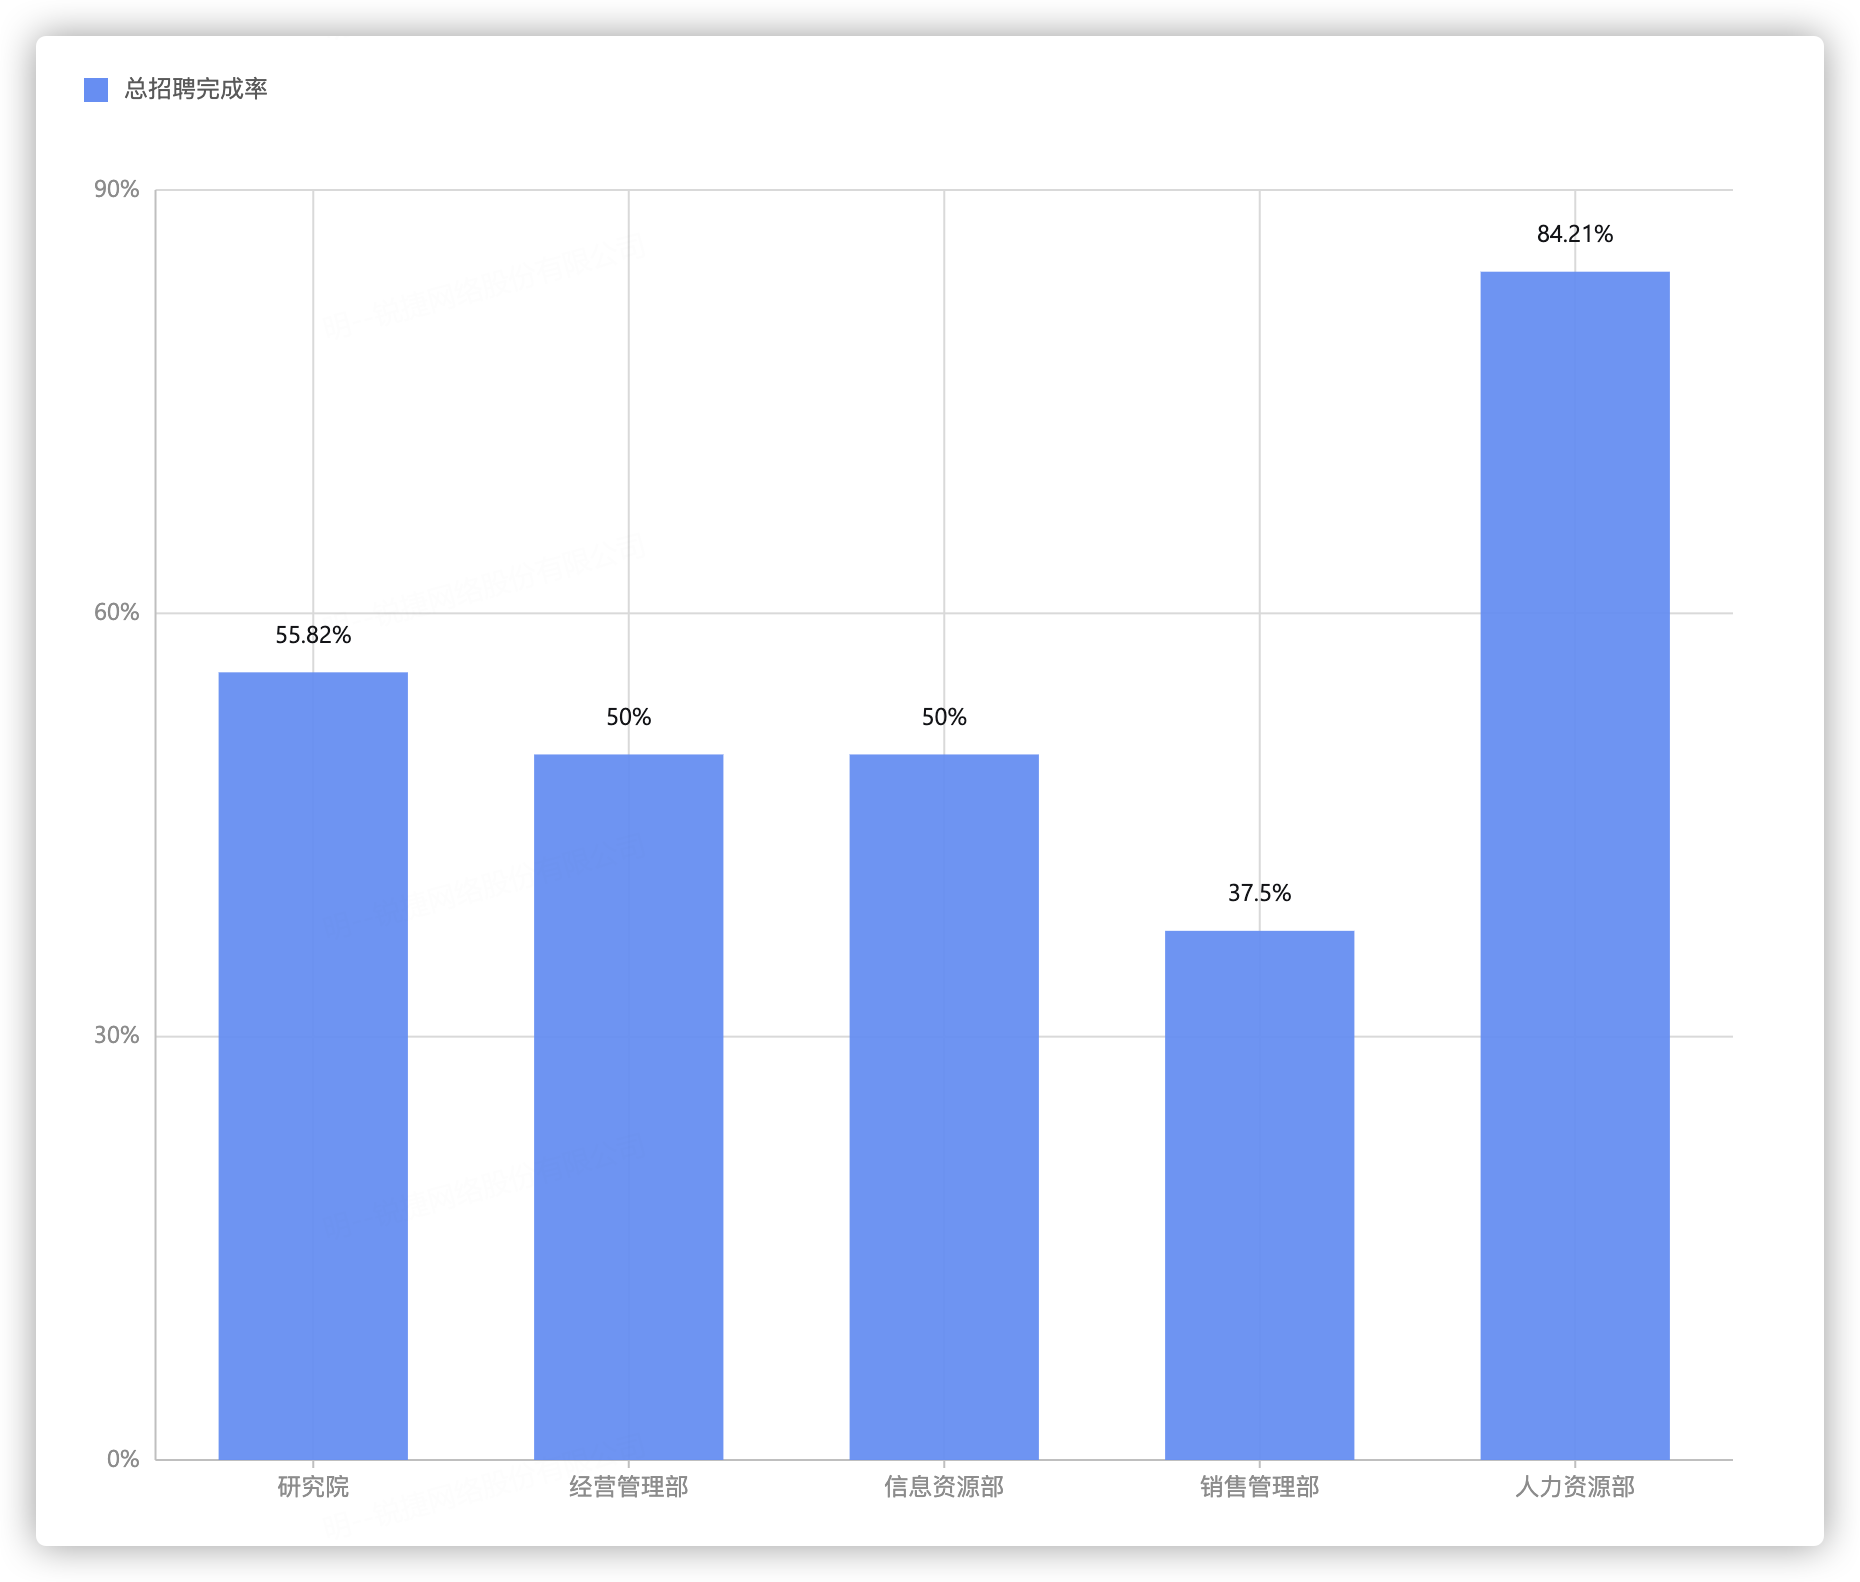 总招聘完成率
90%
84.21%
60%
55.82%
50%
50%
37.5%
30%
0%
研究院
经营管理部
信息资源部
销售管理部
人力资源部